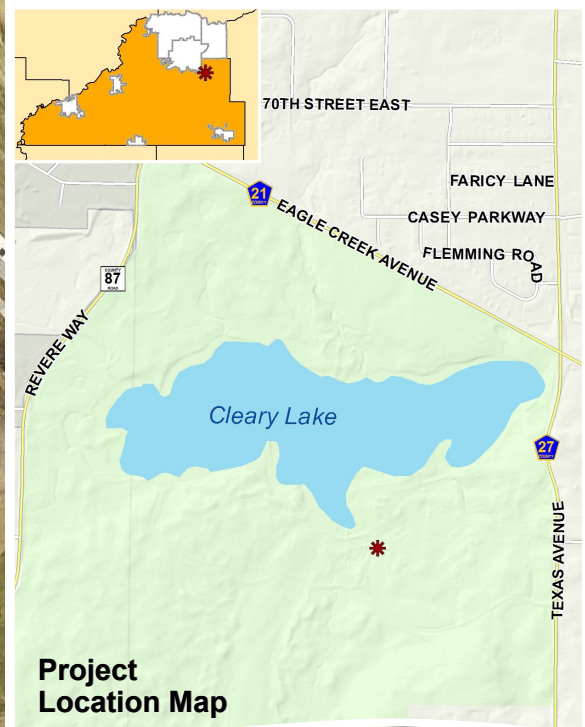 70TH STREET EAST
FARICY LANE
21
COUNTY
EAGLE CREEK AVENUE
CASEY PARKWAY
FLEMMING ROAD
COUNTY
87
ROAD
REVERE WAY
Cleary Lake
27
COUNTY
TEXAS AVENUE
Project
Location Map